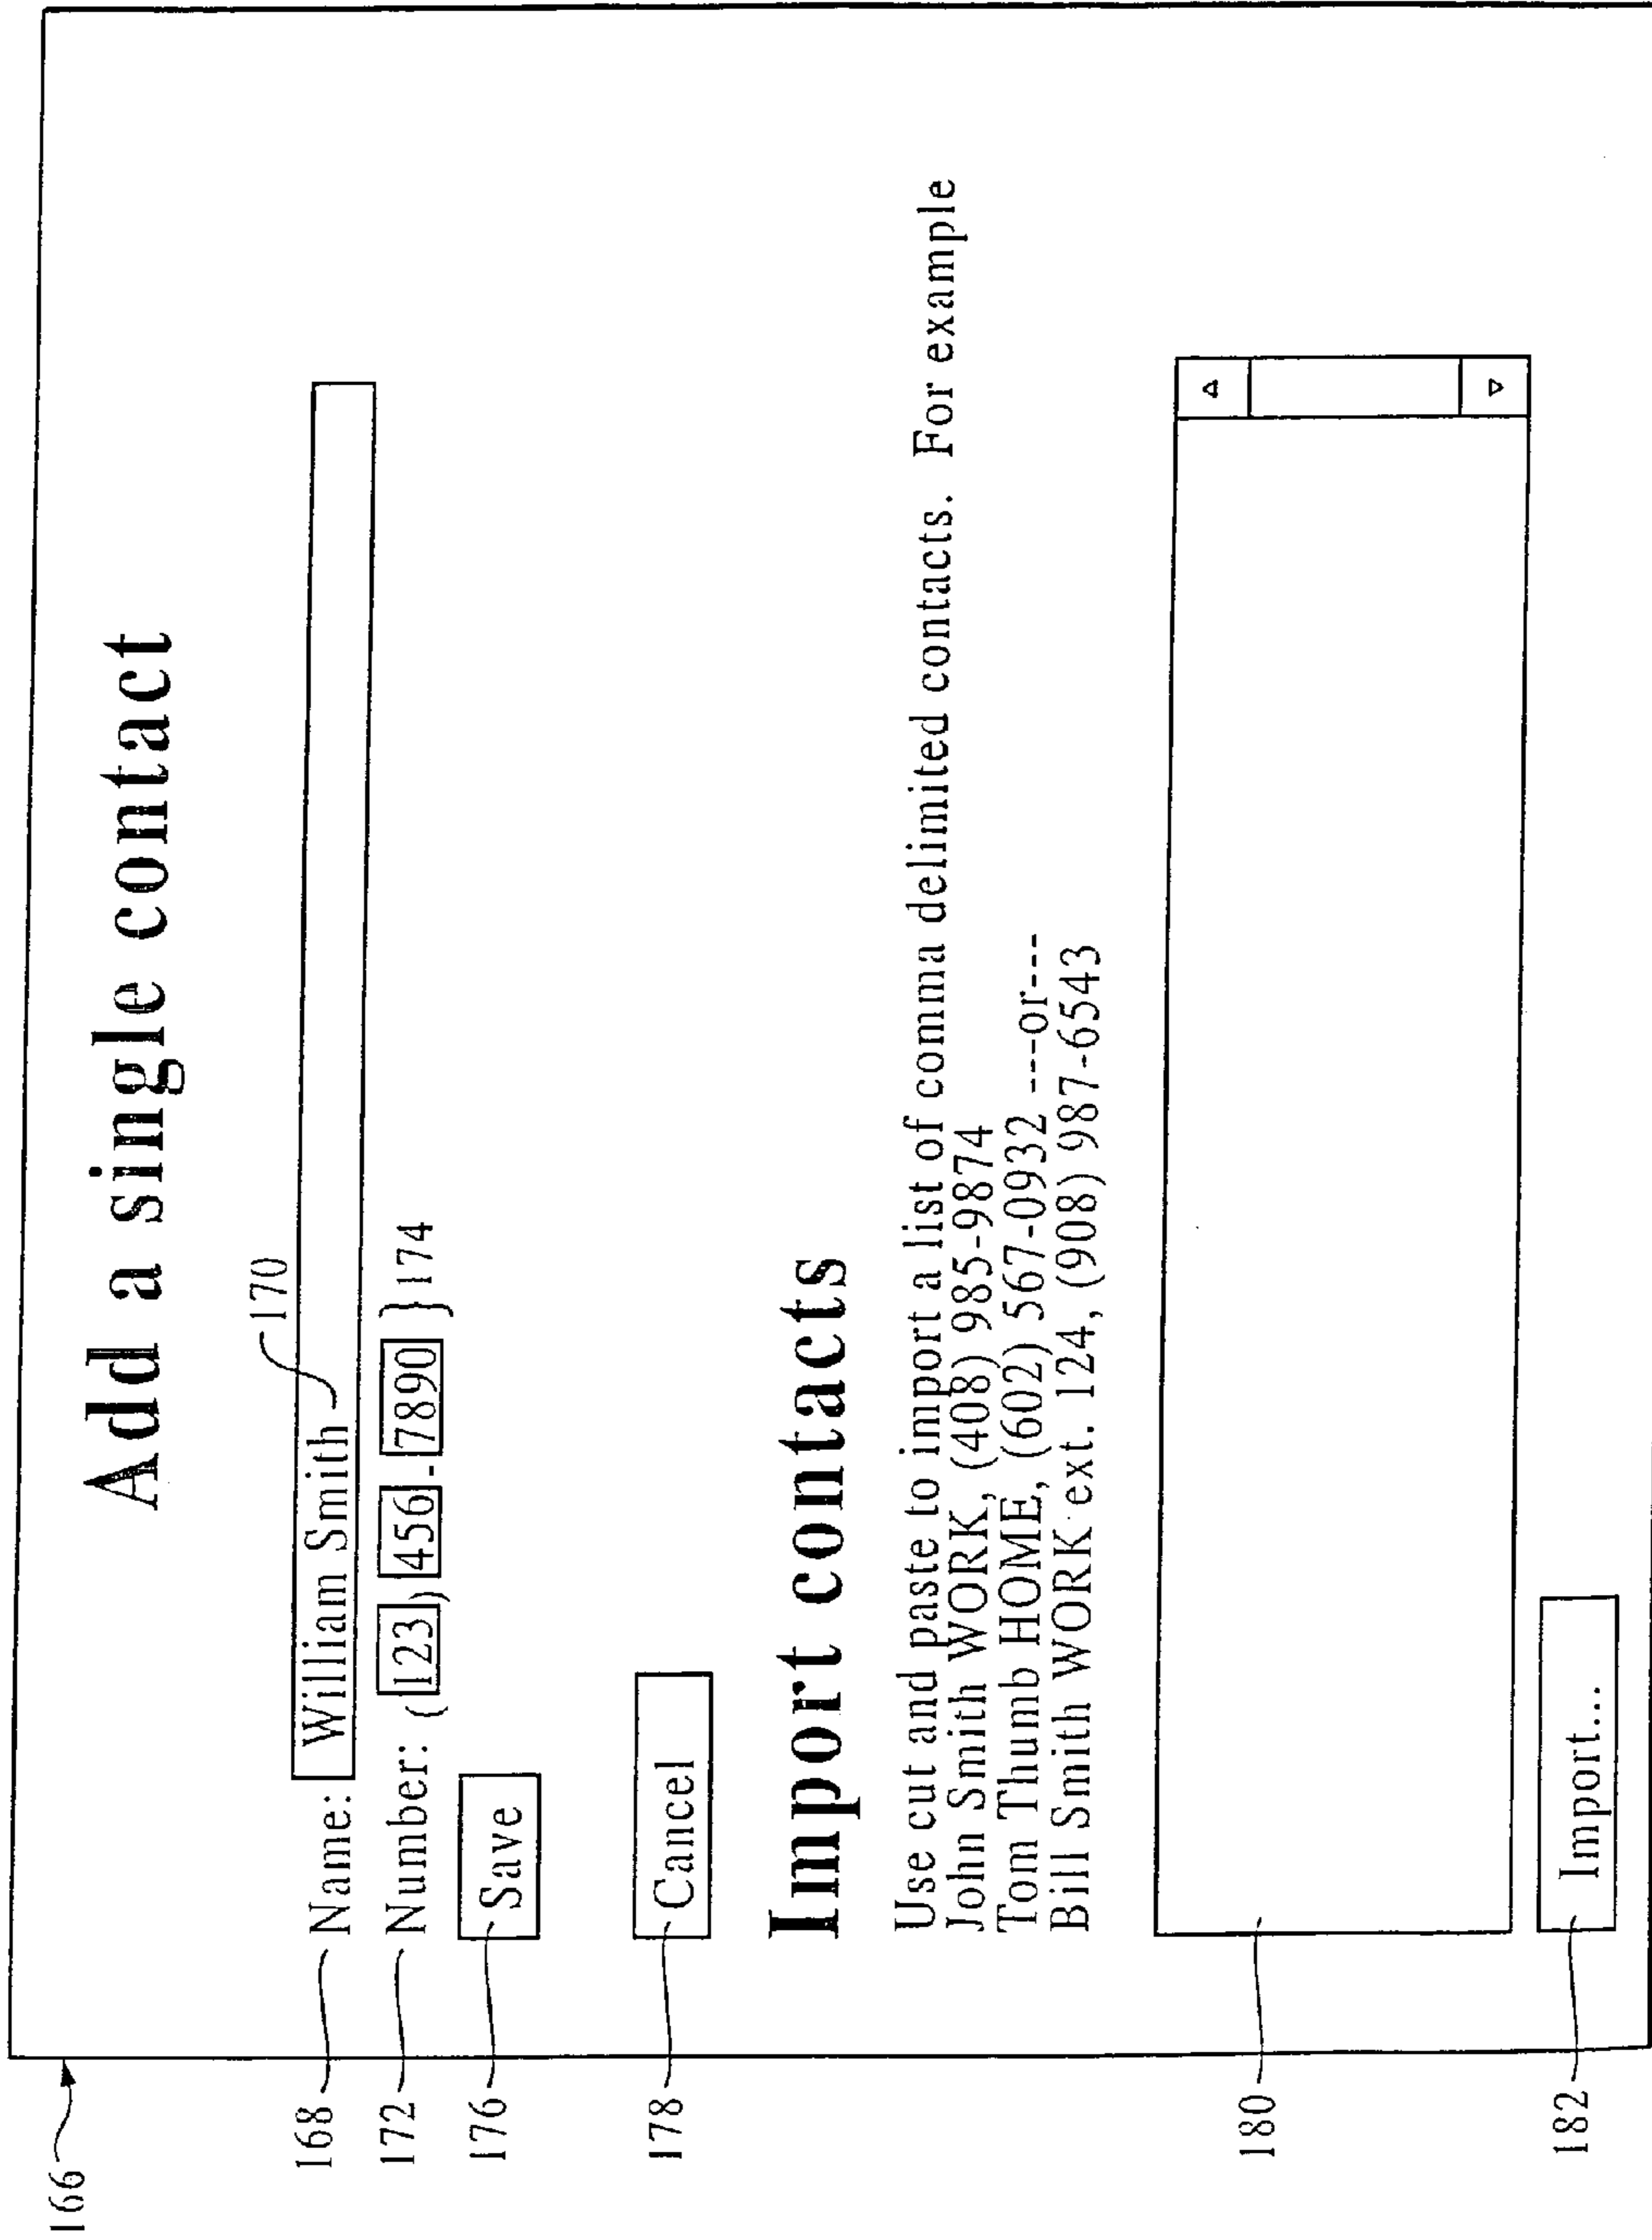 166
Add a single contact
170
168 Name: William Smith
172 Number: (123) 456-7890 } 174
176 Save
178 Cancel
Import contacts
Use cut and paste to import a list of comma delimited contacts. For example
John Smith WORK, (408) 985-9874
Tom Thumb HOME, (602) 567-0932 ----or---
Bill Smith WORK ext. 124, (908) 987-6543
180
182 Import...